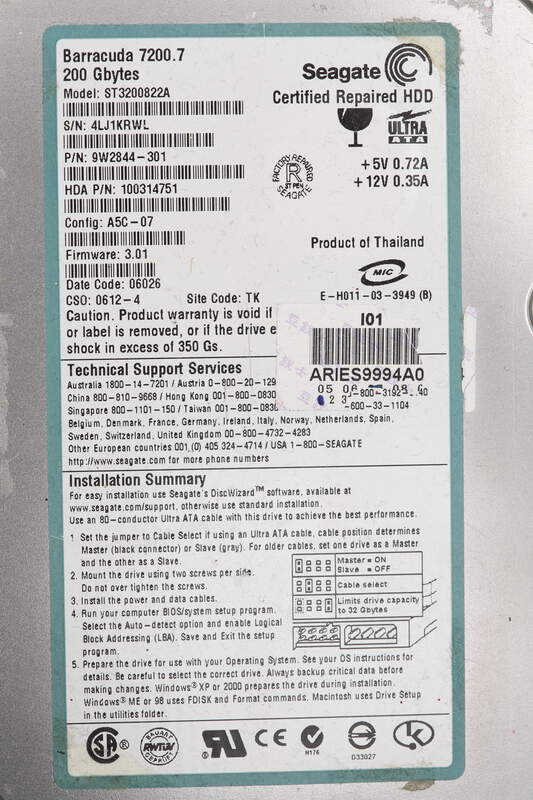 Barracuda 7200.7
200 Gbytes
Model: ST3200822A
Seagate
Certified Repaired HDD
S/N: 4LJ1KRWL
ULTRA
ATA
P/N: 9W2844-301
FACTORY REPAIRED
R
ST PEN
SEAGATE
+5V 0.72A
+12V 0.35A
HDA P/N: 100314751
Config: A5C-07
Product of Thailand
Firmware: 3.01
MIC
Date Code: 06026
CSO: 0612-4 Site Code: TK
E-H011-03-3949 (B)
Caution. Product warranty is void if
or label is removed, or if the drive e
shock in excess of 350 Gs.
I01
ARIES9994A0
Technical Support Services
Australia 1800-14-7201 / Austria 0-800-20-129
China 800-810-9668 / Hong Kong 001-800-0830
Singapore 800-1101-150 / Taiwan 001-800-0830
-600-33-1104
Belgium, Denmark, France, Germany, Ireland, Italy, Norway, Netherlands, Spain,
Sweden, Switzerland, United Kingdom 00-800-4732-4283
Other European countries 001 (0) 405 324-4714 / USA 1-800-SEAGATE
http://www.seagate.com for more phone numbers
Installation Summary
For easy installation use Seagate's DiscWizard™ software, available at
www.seagate.com/support, otherwise use standard installation.
Use an 80-conductor Ultra ATA cable with this drive to achieve the best performance.
1 Set the jumper to Cable Select if using an Ultra ATA cable, cable position determines
Master (black connector) or Slave (gray). For older cables, set one drive as a Master
and the other as a Slave.
2. Mount the drive using two screws per side.
Do not over tighten the screws.
3. Install the power and data cables.
4. Run your computer BIOS/system setup program.
Select the Auto-detect option and enable Logical
Block Addressing (LBA). Save and Exit the setup
program.
Master = ON
Slave = OFF
Cable select
Limits drive capacity
to 32 Gbytes
5. Prepare the drive for use with your Operating System. See your OS instructions for
details. Be careful to select the correct drive. Always backup critical data before
making changes. Windows® XP or 2000 prepares the drive during installation.
Windows® ME or 98 uses FDISK and Format commands. Macintosh uses Drive Setup
in the utilities folder.
SA
BAUART
RWTUV
GEPRÜFT
RU
CE
N176
D33027